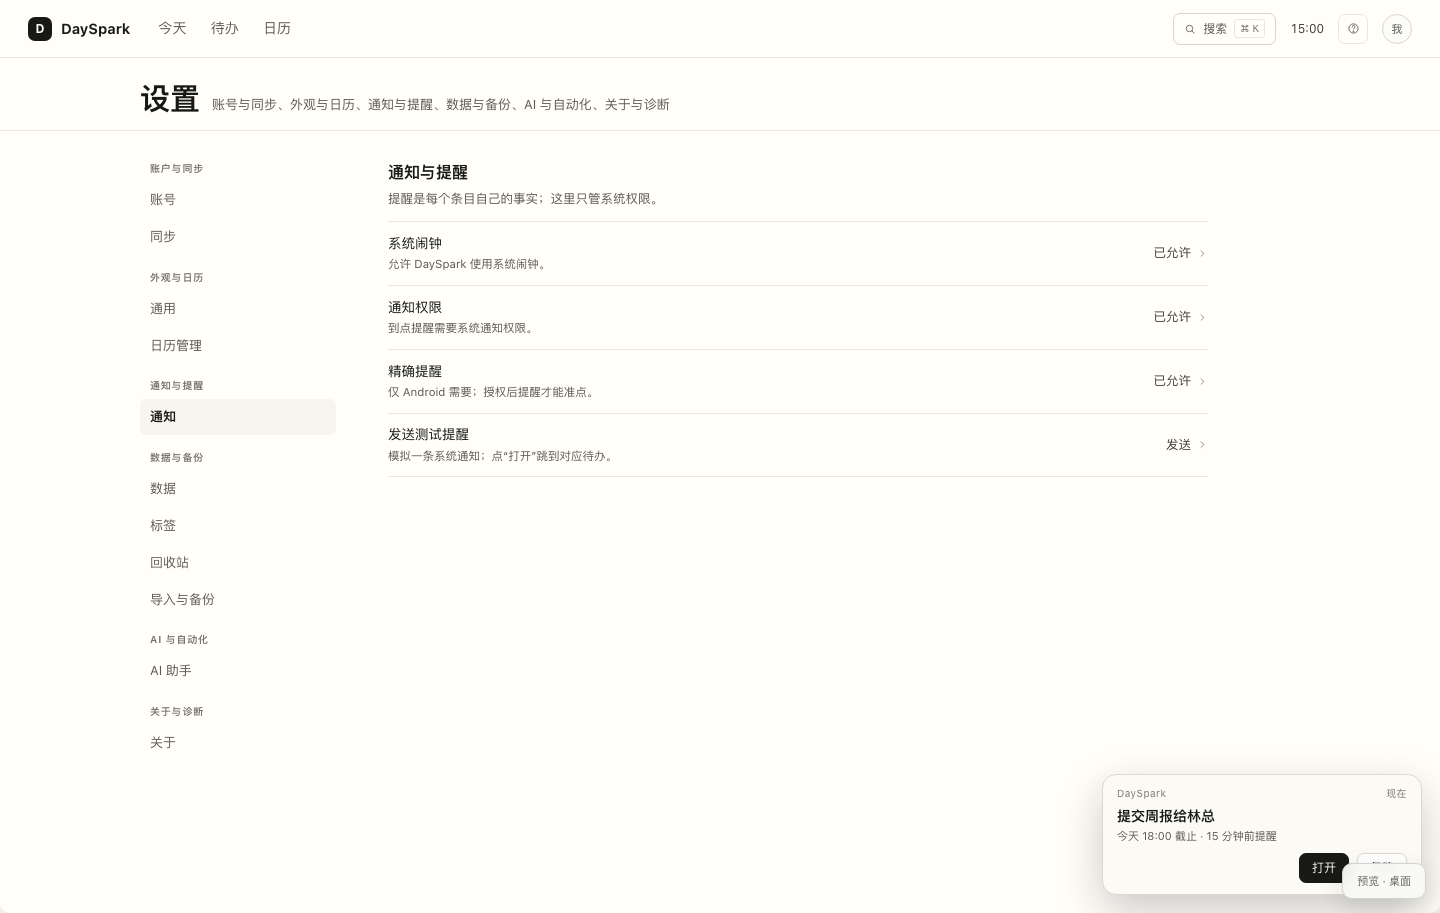 D DaySpark 今天 待办 日历 搜索 ⌘ K 15:00 我
设置 账号与同步、外观与日历、通知与提醒、数据与备份、AI 与自动化、关于与诊断
账户与同步
账号
同步
外观与日历
通用
日历管理
通知与提醒
通知
数据与备份
数据
标签
回收站
导入与备份
AI 与自动化
AI 助手
关于与诊断
关于
通知与提醒
提醒是每个条目自己的事实；这里只管系统权限。
系统闹钟
允许 DaySpark 使用系统闹钟。
已允许
通知权限
到点提醒需要系统通知权限。
已允许
精确提醒
仅 Android 需要；授权后提醒才能准点。
已允许
发送测试提醒
模拟一条系统通知；点“打开”跳到对应待办。
发送
DaySpark 现在
提交周报给林总
今天 18:00 截止 · 15 分钟前提醒
打开
预览 · 桌面